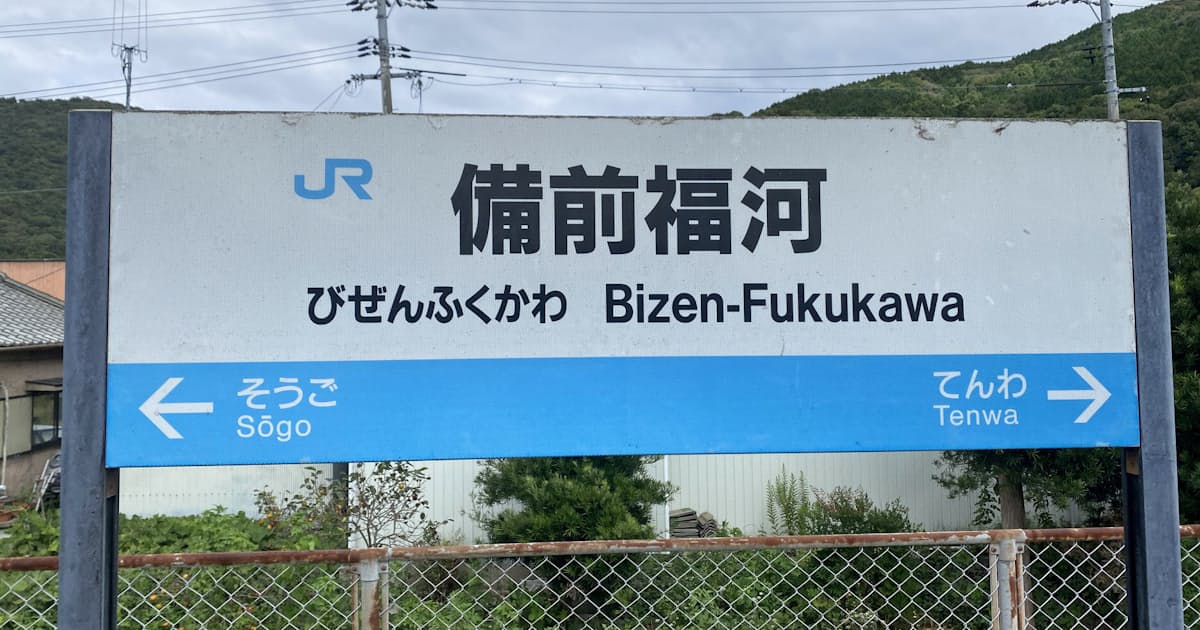 JR 備前福河
びぜんふくかわ Bizen-Fukukawa
← そうご
Sōgo
てんわ →
Tenwa